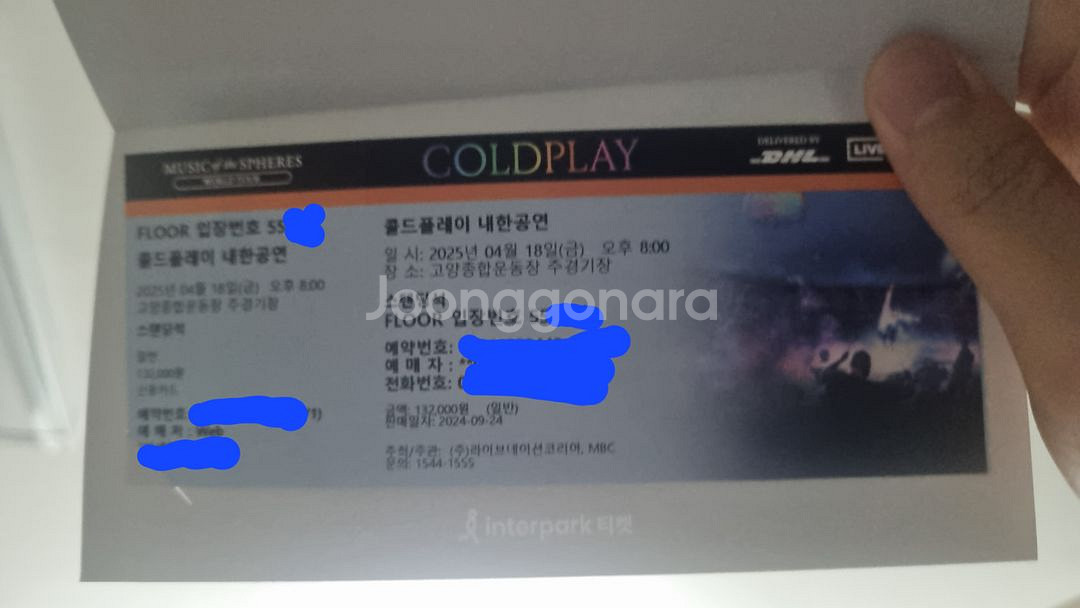 MUSIC of the SPHERES
WORLD TOUR
COLDPLAY
DELIVERED BY
DHL
LIVE
FLOOR 입장번호 S5
콜드플레이 내한공연
2025년 04월 18일(금) 오후 8:00
고양종합운동장 주경기장
스탠딩석
일반
132,000원
신용카드
예약번호
/1)
예 매 처 : Web
콜드플레이 내한공연
일 시: 2025년 04월 18일(금) 오후 8:00
장 소: 고양종합운동장 주경기장
스탠딩석
FLOOR 입장번호 S5
예약번호:
예 매 자 : **
전화번호: 0
금액: 132,000원 (일반)
판매일자: 2024-09-24
주최/주관: (주)라이브네이션코리아, MBC
문의: 1544-1555
Joonggonara
interpark 티켓